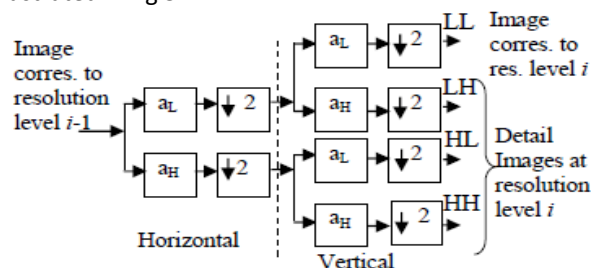 Image
corres. to
resolution
level i-1
a_L
↓ 2
a_H
↓ 2
Horizontal
a_L
↓ 2
LL
a_H
↓ 2
LH
a_L
↓ 2
HL
a_H
↓ 2
HH
Vertical
Image
corres. to
res. level i
Detail
Images at
resolution
level i